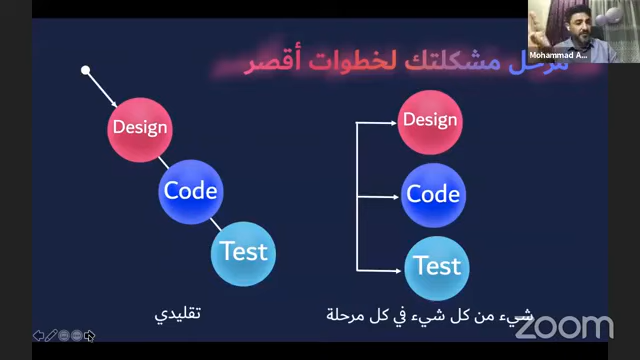 Mohammad A...
مرحل مشكلتك لخطوات أقصر
Design
Code
Test
تقليدي
Design
Code
Test
شيء من كل شيء في كل مرحلة
zoom